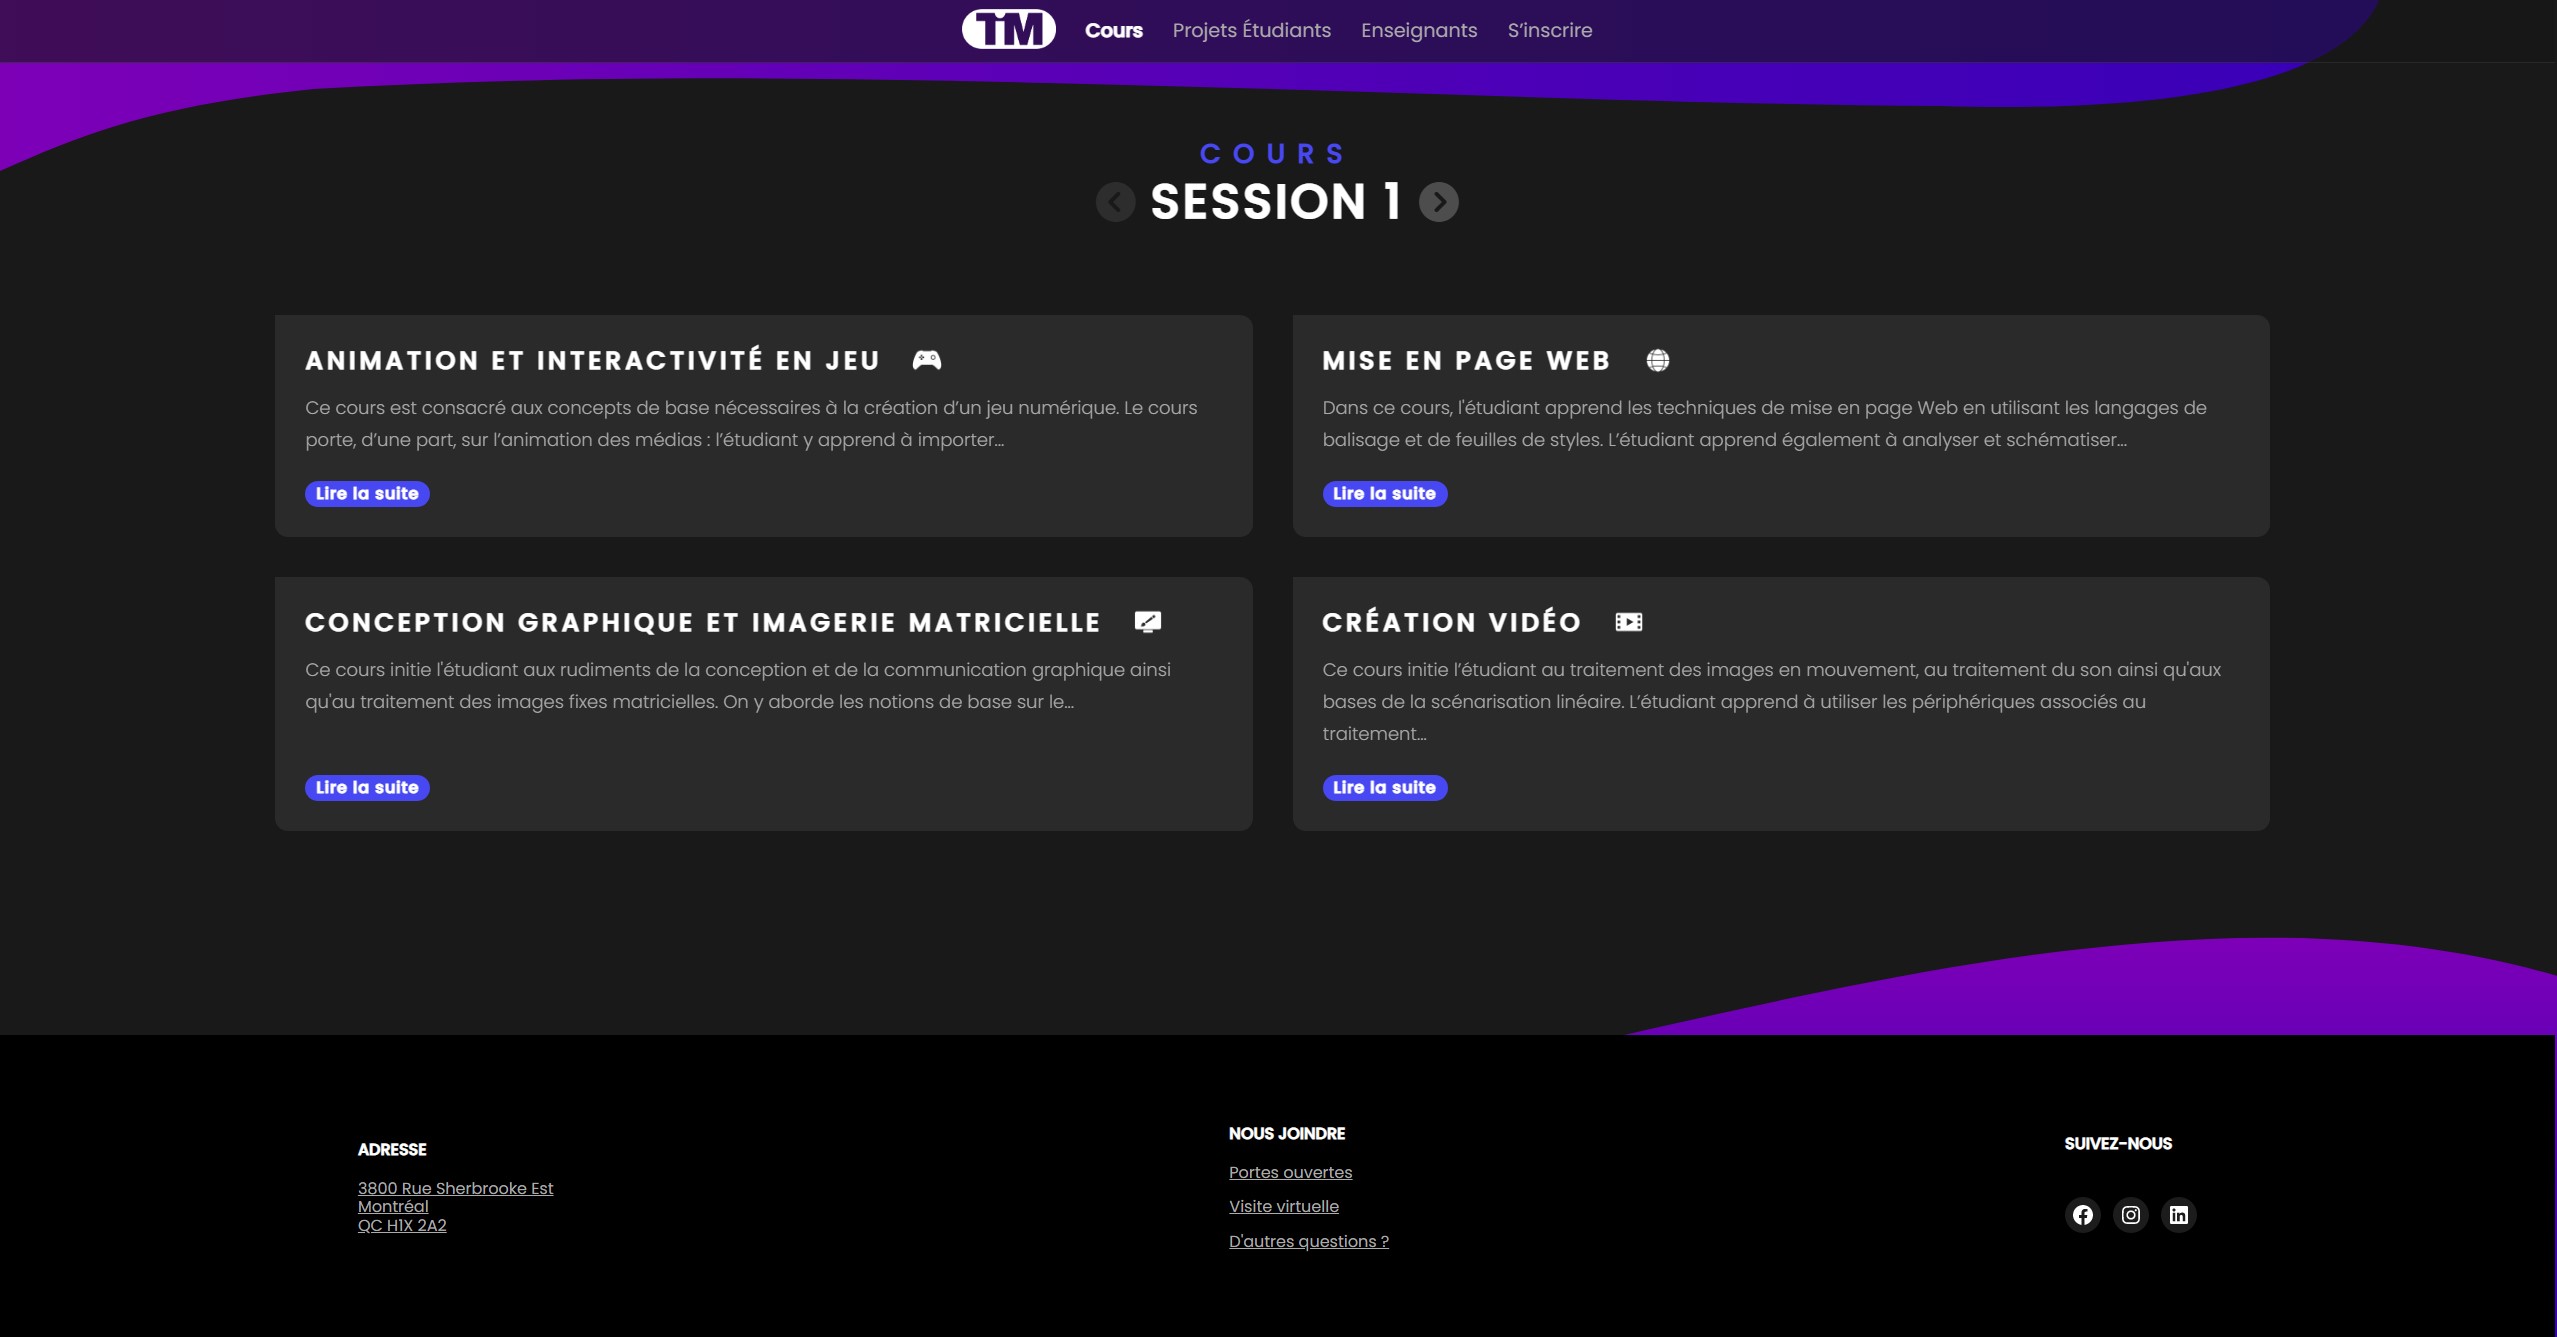 TiM Cours Projets Étudiants Enseignants S’inscrire
COURS
SESSION 1
ANIMATION ET INTERACTIVITÉ EN JEU
Ce cours est consacré aux concepts de base nécessaires à la création d’un jeu numérique. Le cours
porte, d’une part, sur l’animation des médias : l’étudiant y apprend à importer...
Lire la suite
MISE EN PAGE WEB
Dans ce cours, l'étudiant apprend les techniques de mise en page Web en utilisant les langages de
balisage et de feuilles de styles. L’étudiant apprend également à analyser et schématiser...
Lire la suite
CONCEPTION GRAPHIQUE ET IMAGERIE MATRICIELLE
Ce cours initie l'étudiant aux rudiments de la conception et de la communication graphique ainsi
qu'au traitement des images fixes matricielles. On y aborde les notions de base sur le...
Lire la suite
CRÉATION VIDÉO
Ce cours initie l’étudiant au traitement des images en mouvement, au traitement du son ainsi qu'aux
bases de la scénarisation linéaire. L’étudiant apprend à utiliser les périphériques associés au
traitement...
Lire la suite
ADRESSE
3800 Rue Sherbrooke Est
Montréal
QC H1X 2A2
NOUS JOINDRE
Portes ouvertes
Visite virtuelle
D'autres questions ?
SUIVEZ-NOUS